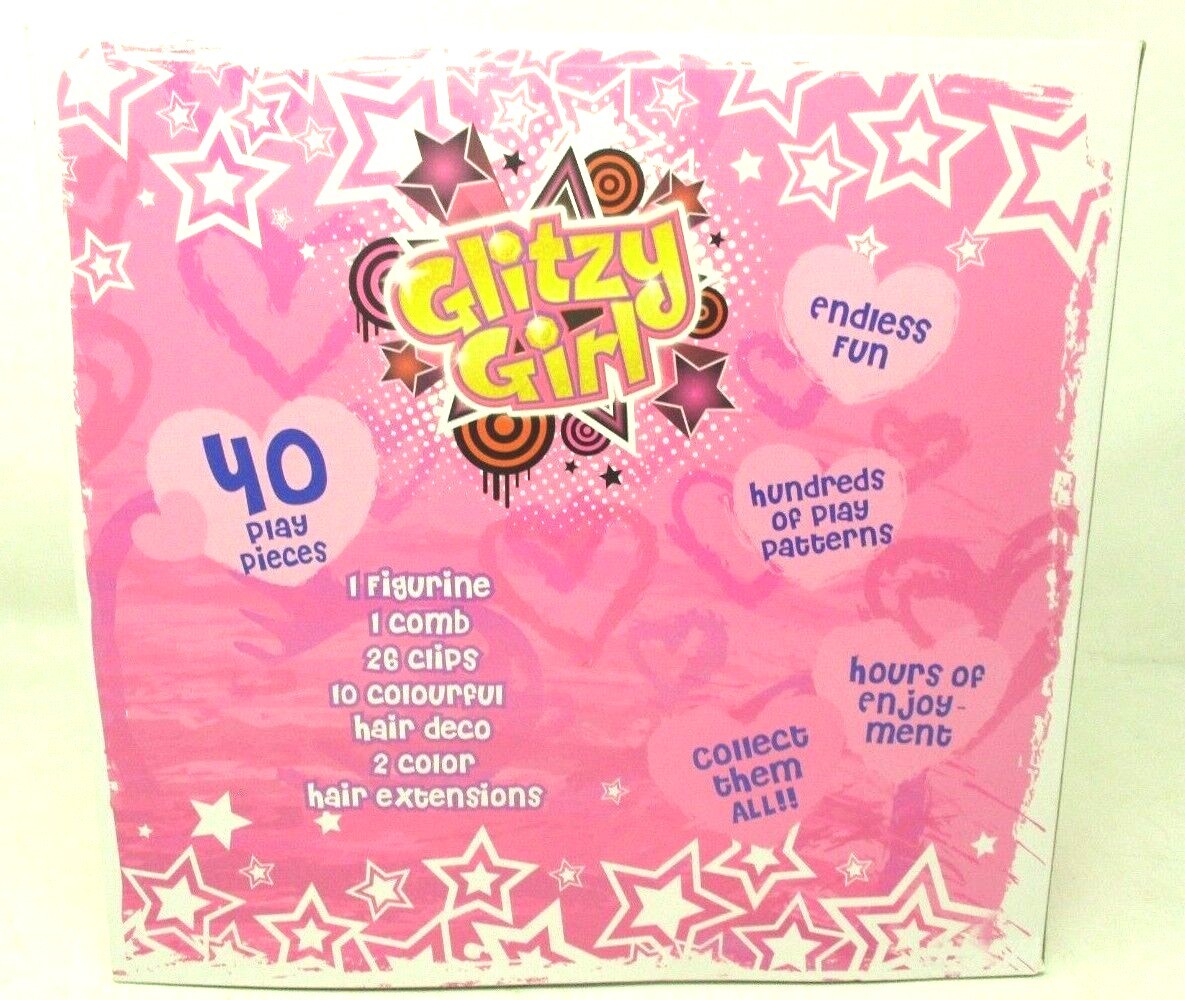 Glitzy
Girl
endless
fun
40
play
pieces
hundreds
of play
patterns
1 figurine
1 comb
26 clips
10 colourful
hair deco
2 color
hair extensions
hours of
enjoy-
ment
collect
them
ALL!!